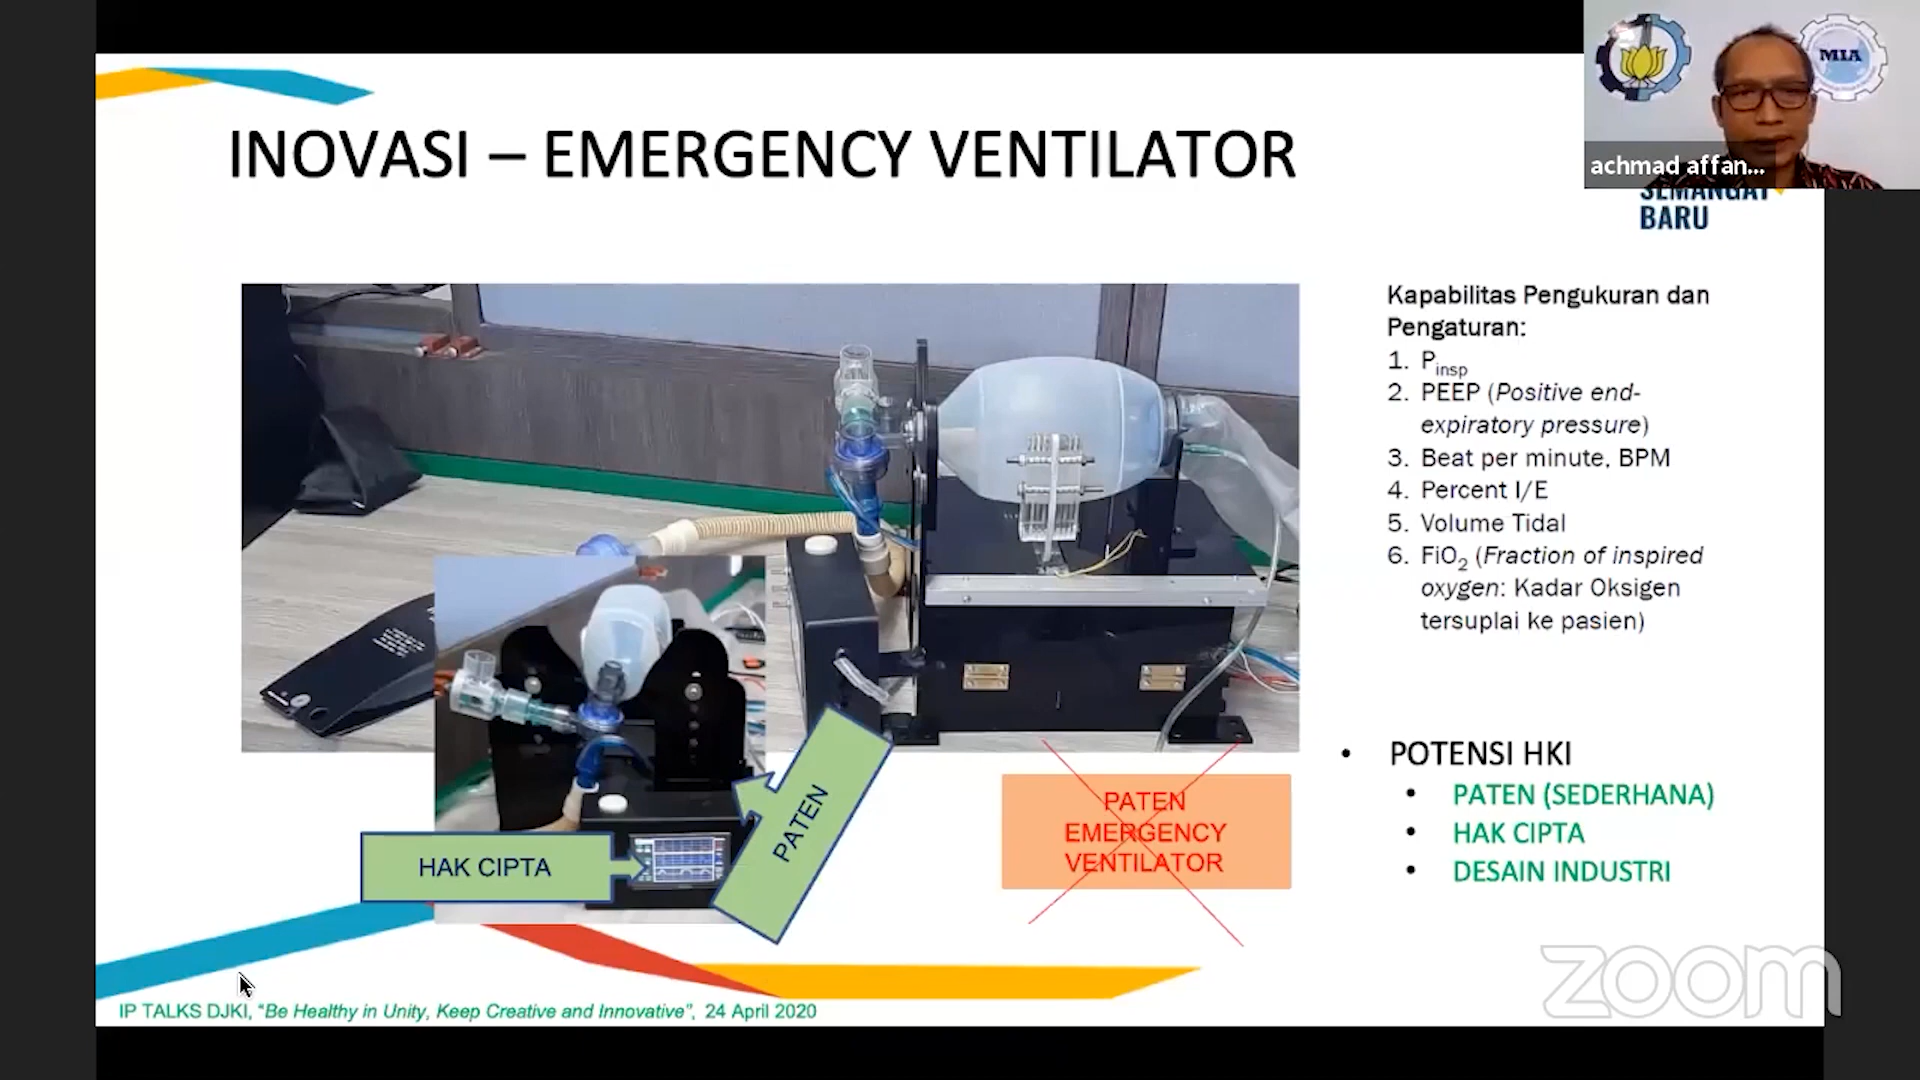 INOVASI – EMERGENCY VENTILATOR
MIA
achmad affan...
SEMANGAT
BARU
Kapabilitas Pengukuran dan
Pengaturan:
1. Pinsp
2. PEEP (Positive end-
expiratory pressure)
3. Beat per minute, BPM
4. Percent I/E
5. Volume Tidal
6. FiO2 (Fraction of inspired
oxygen: Kadar Oksigen
tersuplai ke pasien)
HAK CIPTA
PATEN
PATEN
EMERGENCY
VENTILATOR
• POTENSI HKI
• PATEN (SEDERHANA)
• HAK CIPTA
• DESAIN INDUSTRI
zoom
IP TALKS DJKI, "Be Healthy in Unity, Keep Creative and Innovative", 24 April 2020